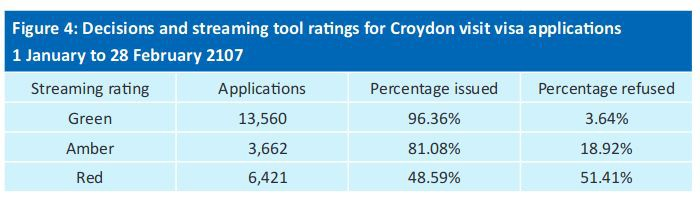 Figure 4: Decisions and streaming tool ratings for Croydon visit visa applications
1 January to 28 February 2107
Streaming rating Applications Percentage issued Percentage refused
Green 13,560 96.36% 3.64%
Amber 3,662 81.08% 18.92%
Red 6,421 48.59% 51.41%